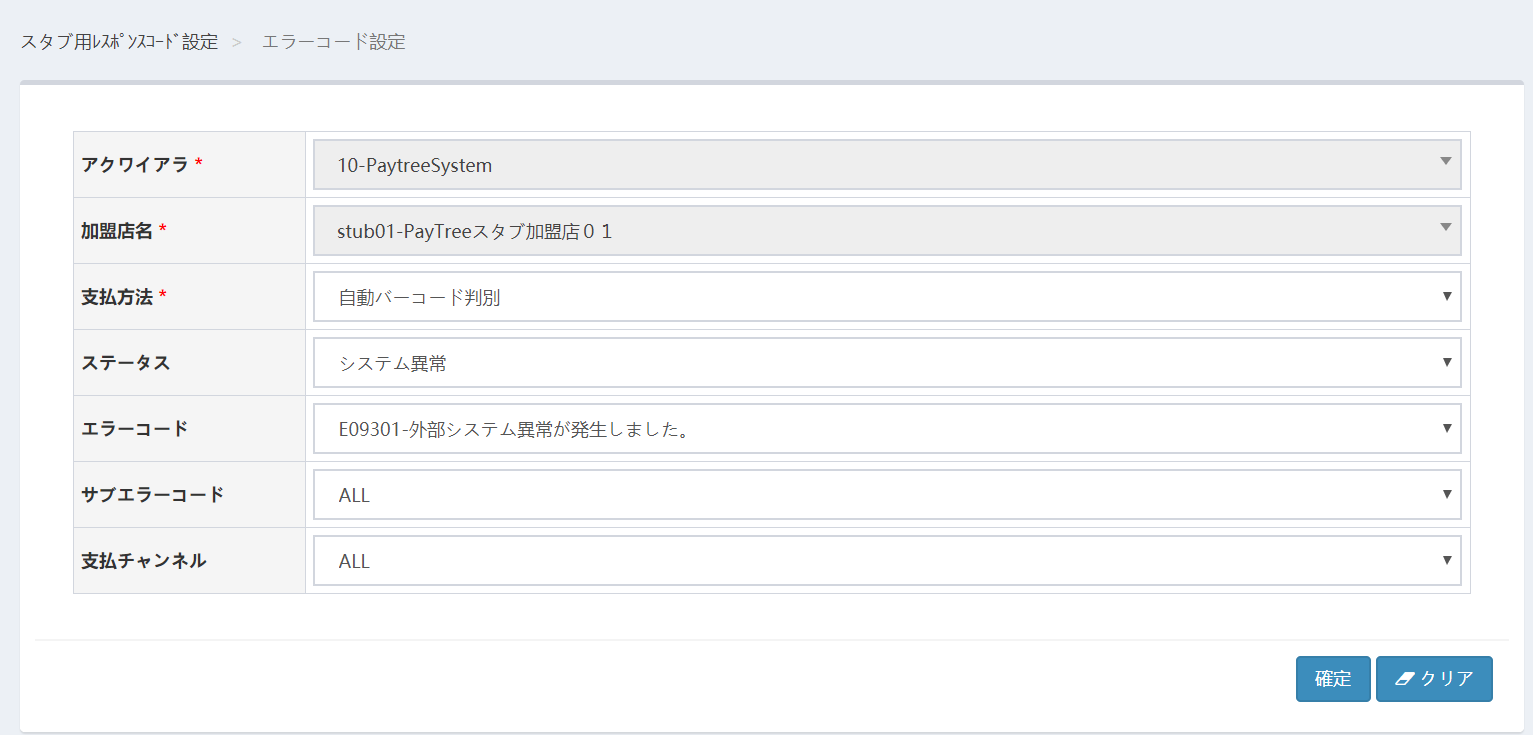 スタブ用ﾚｽﾎﾟﾝｽｺｰﾄﾞ設定 > エラーコード設定
アクワイアラ * 10-PaytreeSystem
加盟店名 * stub01-PayTreeスタブ加盟店０１
支払方法 * 自動バーコード判別
ステータス システム異常
エラーコード E09301-外部システム異常が発生しました。
サブエラーコード ALL
支払チャンネル ALL
確定 クリア